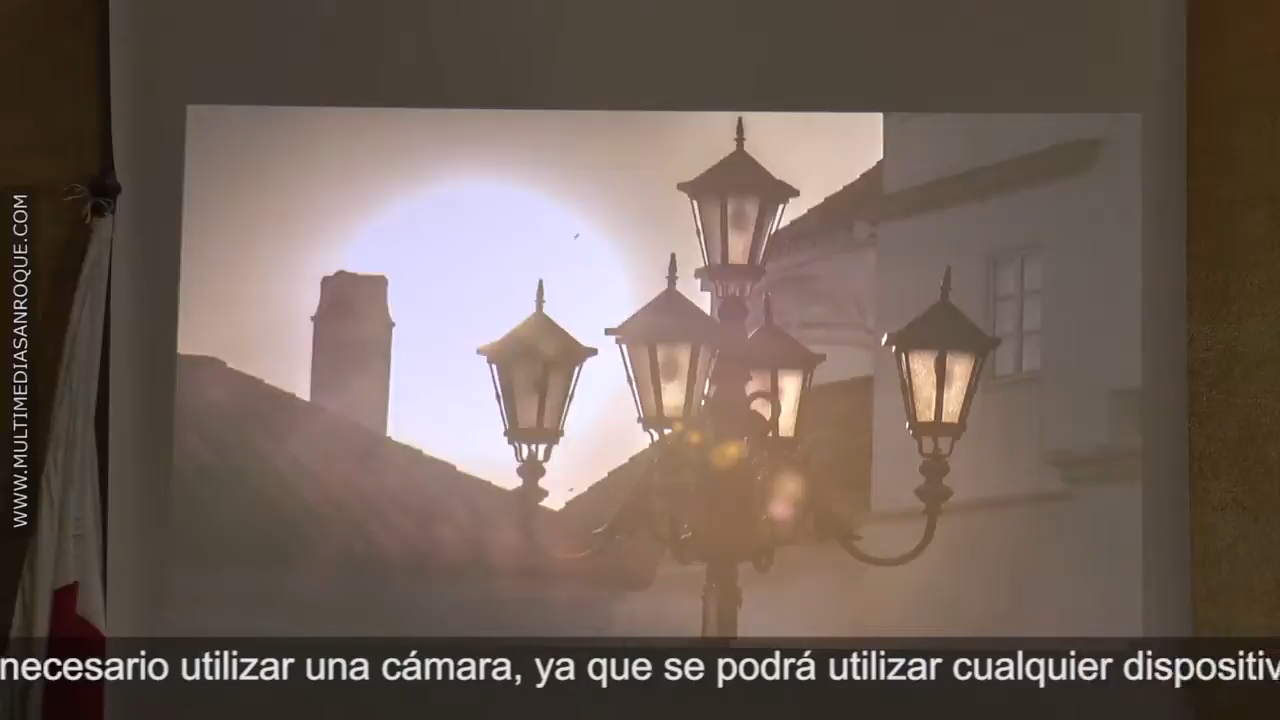 WWW.MULTIMEDIASANROQUE.COM
necesario utilizar una cámara, ya que se podrá utilizar cualquier dispositiv